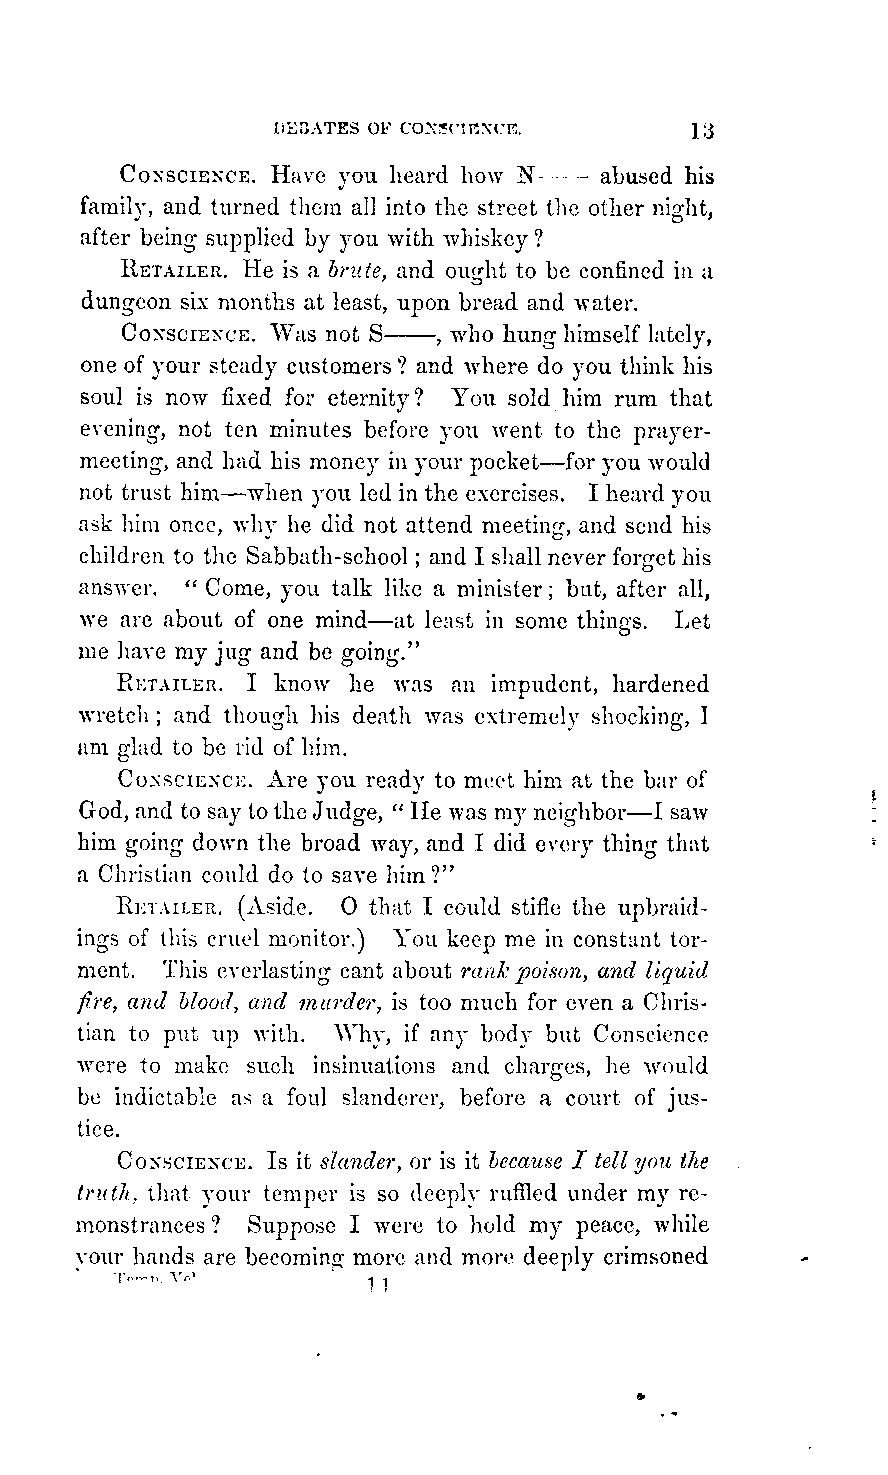 DEBATES OF CONSCIENCE. 13
CONSCIENCE. Have you heard how N—— abused his
family, and turned them all into the street the other night,
after being supplied by you with whiskey?
RETAILER. He is a brute, and ought to be confined in a
dungeon six months at least, upon bread and water.
CONSCIENCE. Was not S——, who hung himself lately,
one of your steady customers? and where do you think his
soul is now fixed for eternity? You sold him rum that
evening, not ten minutes before you went to the prayer-
meeting, and had his money in your pocket—for you would
not trust him—when you led in the exercises. I heard you
ask him once, why he did not attend meeting, and send his
children to the Sabbath-school; and I shall never forget his
answer. "Come, you talk like a minister; but, after all,
we are about of one mind—at least in some things. Let
me have my jug and be going."
RETAILER. I know he was an impudent, hardened
wretch; and though his death was extremely shocking, I
am glad to be rid of him.
CONSCIENCE. Are you ready to meet him at the bar of
God, and to say to the Judge, "He was my neighbor—I saw
him going down the broad way, and I did every thing that
a Christian could do to save him?"
RETAILER. (Aside. O that I could stifle the upbraid-
ings of this cruel monitor.) You keep me in constant tor-
ment. This everlasting cant about rank poison, and liquid
fire, and blood, and murder, is too much for even a Chris-
tian to put up with. Why, if any body but Conscience
were to make such insinuations and charges, he would
be indictable as a foul slanderer, before a court of jus-
tice.
CONSCIENCE. Is it slander, or is it because I tell you the
truth, that your temper is so deeply ruffled under my re-
monstrances? Suppose I were to hold my peace, while
your hands are becoming more and more deeply crimsoned
Temp. Vol 11